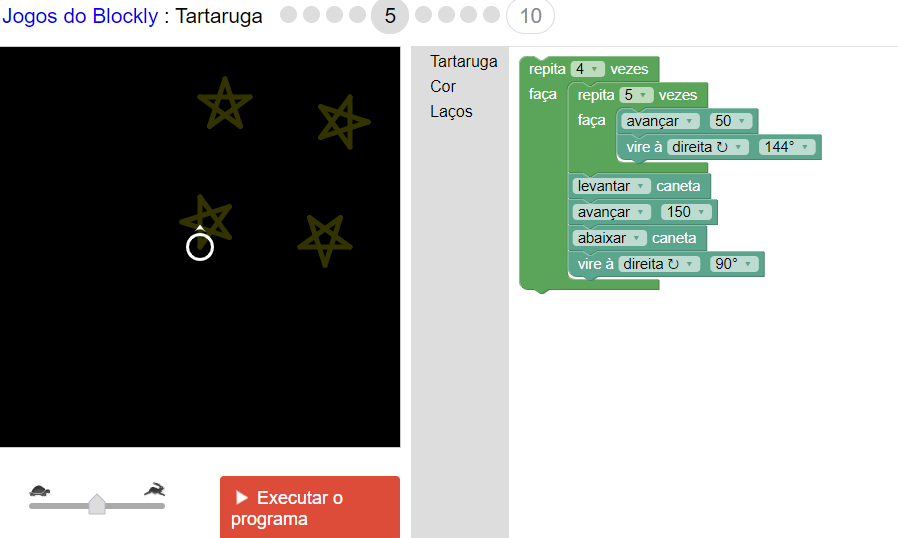 Jogos do Blockly : Tartaruga 5 10
Tartaruga
Cor
Laços
repita 4 vezes
faça repita 5 vezes
faça avançar 50
vire à direita ↻ 144°
levantar caneta
avançar 150
abaixar caneta
vire à direita ↻ 90°
Executar o
programa